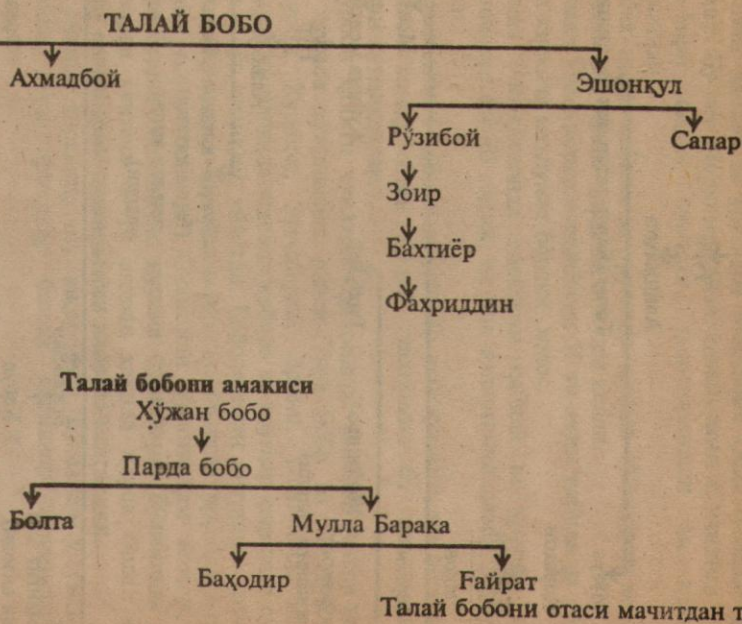 ТАЛАЙ БОБО
Ахмадбой Эшонқул
Рўзибой Сапар
Зоир
Бахтиёр
Фахриддин
Талай бобони амакиси
Хўжан бобо
Парда бобо
Болта Мулла Барака
Баҳодир Ғайрат
Талай бобони отаси мачитдан т